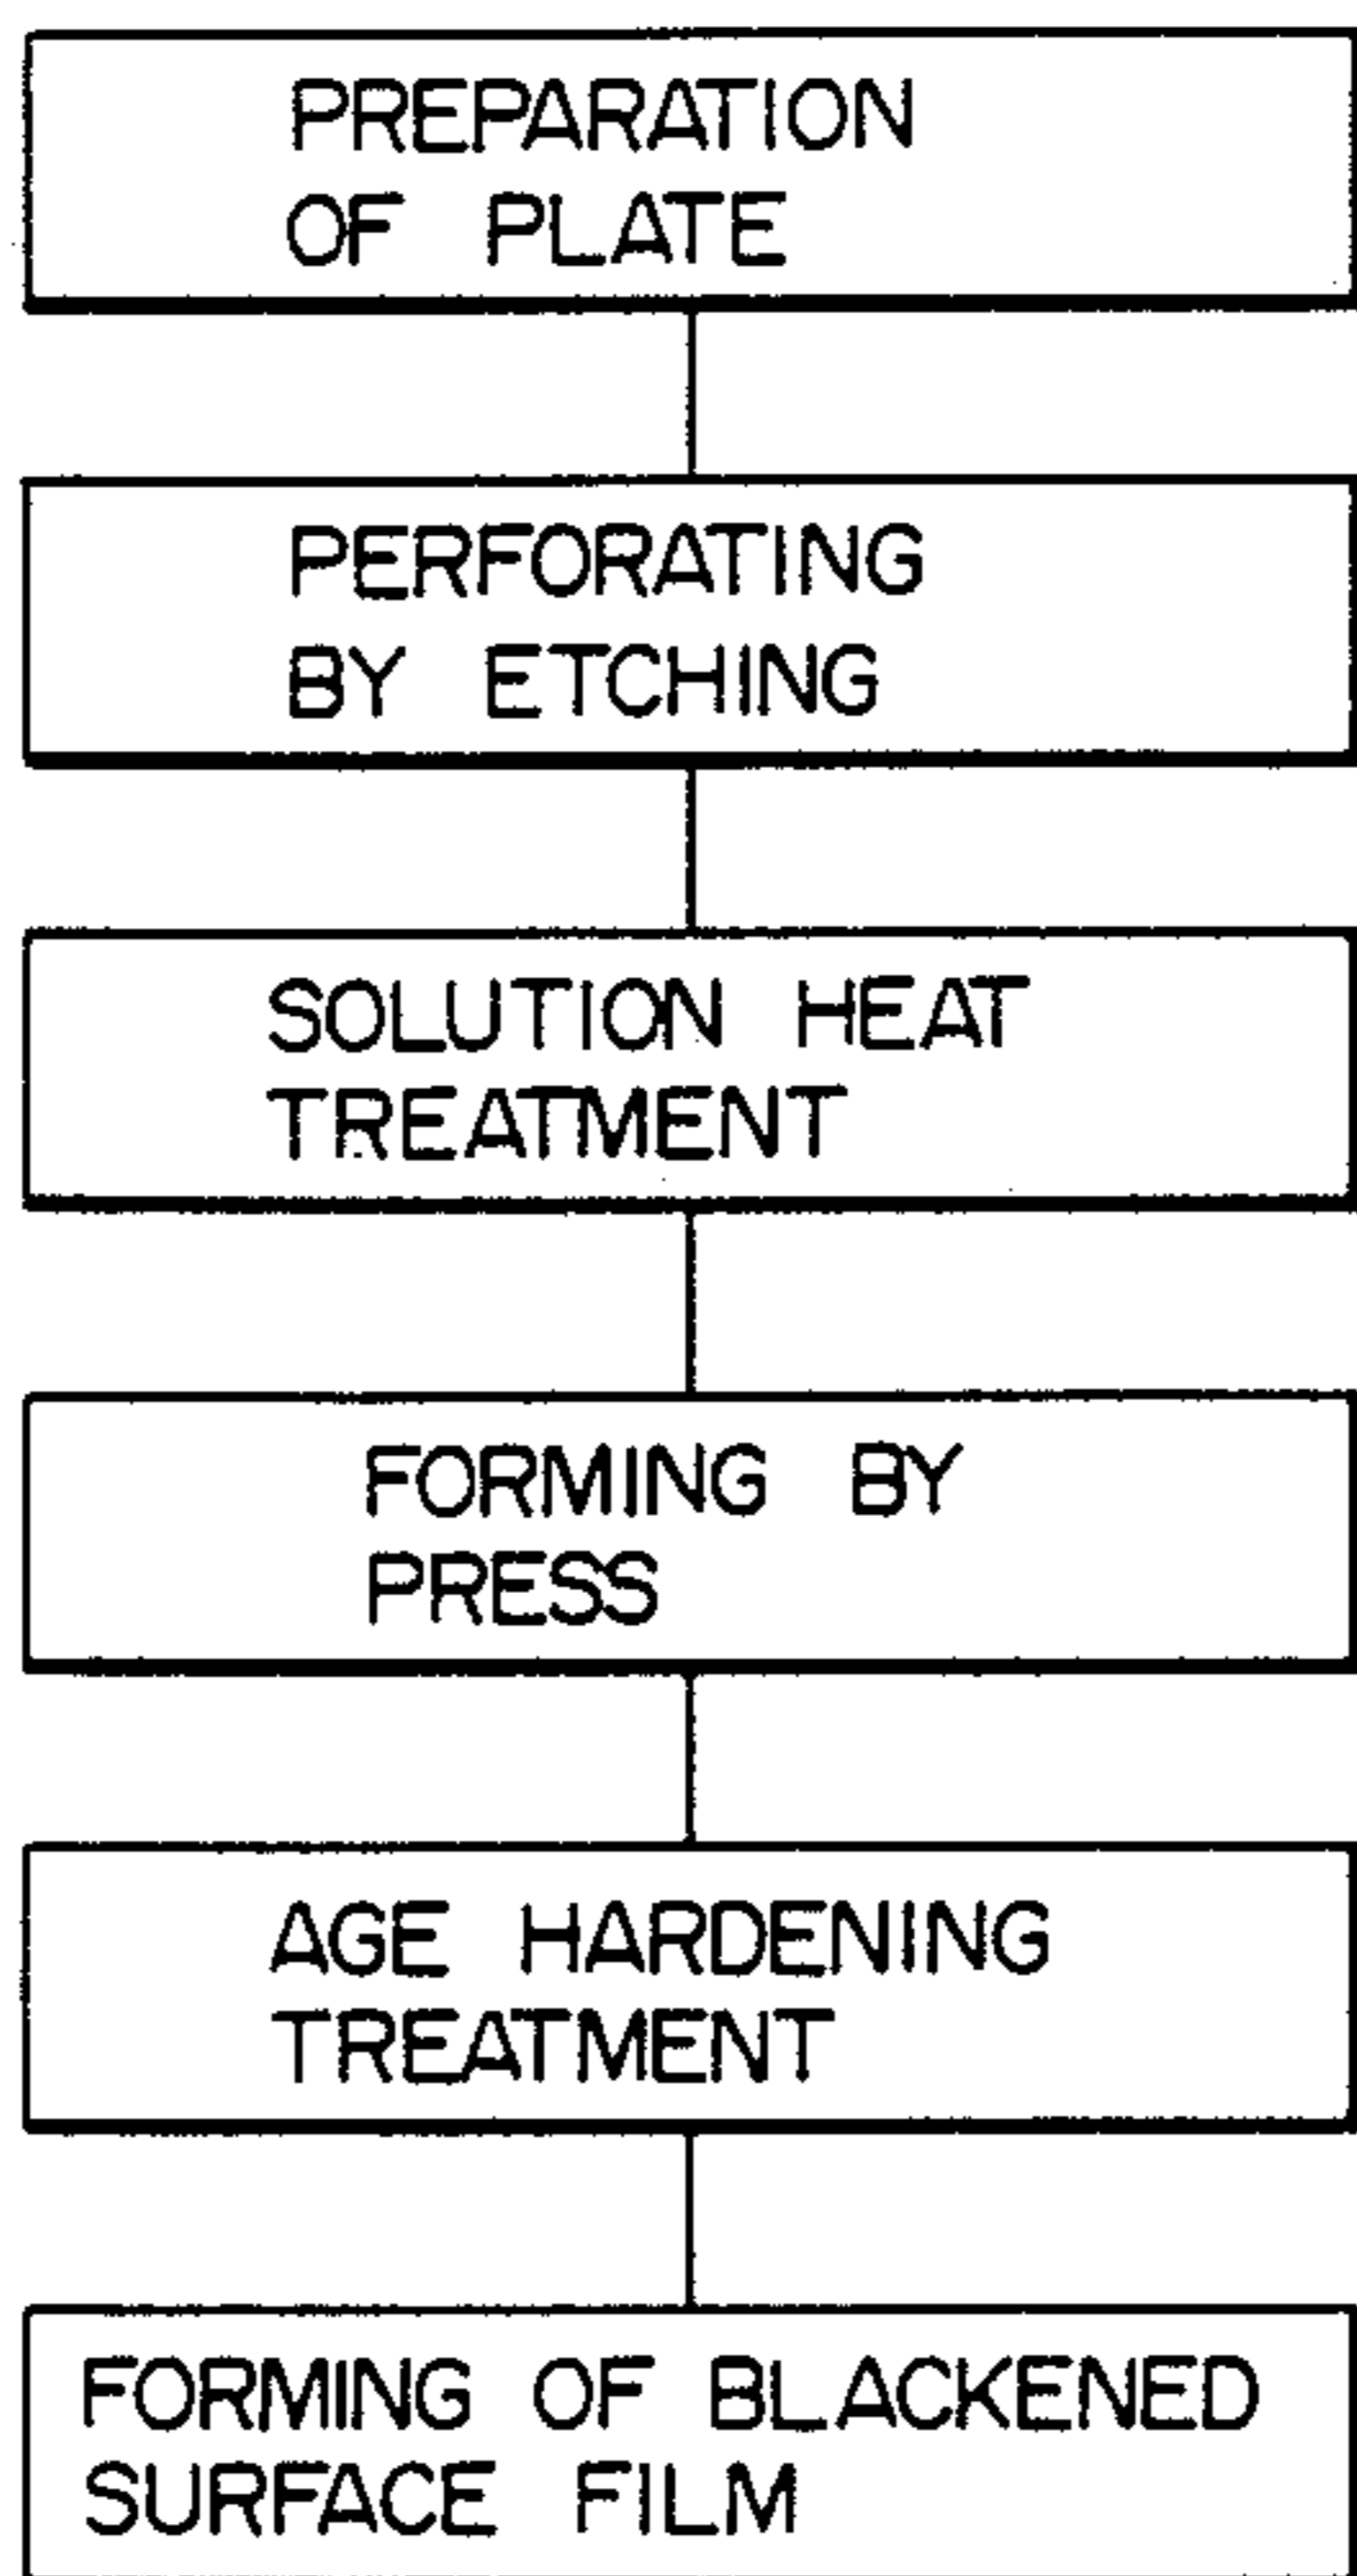 PREPARATION
OF PLATE
PERFORATING
BY ETCHING
SOLUTION HEAT
TREATMENT
FORMING BY
PRESS
AGE HARDENING
TREATMENT
FORMING OF BLACKENED
SURFACE FILM